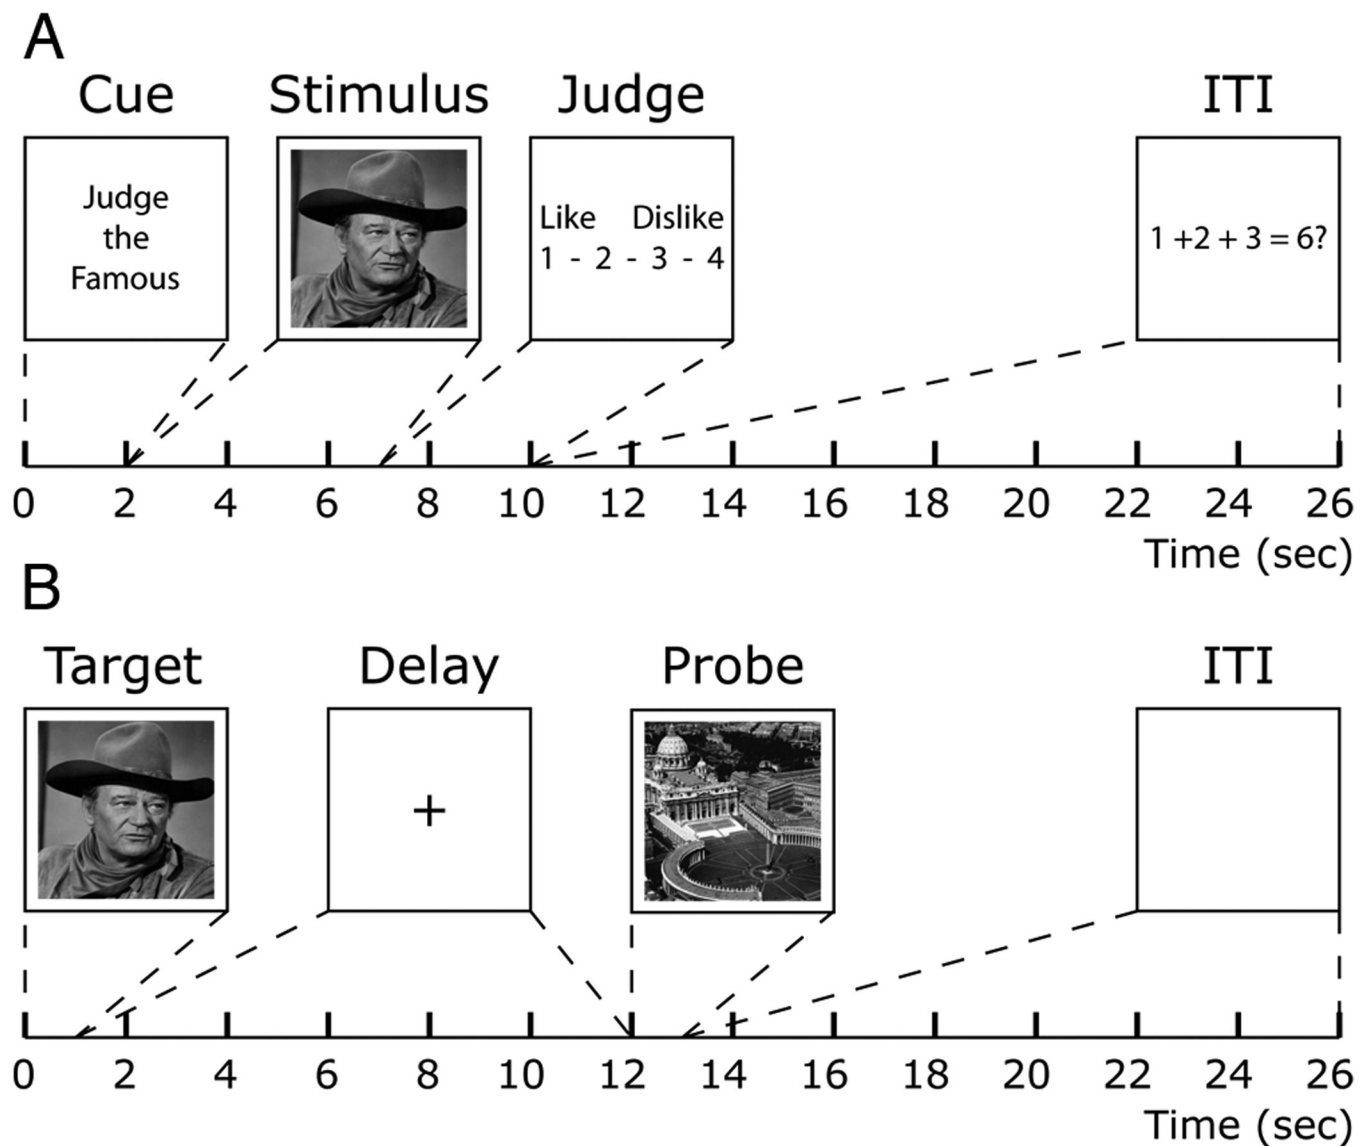 A
Cue Stimulus Judge ITI
Judge
the
Famous
Like Dislike
1 - 2 - 3 - 4
1 +2 + 3 = 6?
0 2 4 6 8 10 12 14 16 18 20 22 24 26
Time (sec)
B
Target Delay Probe ITI
+
0 2 4 6 8 10 12 14 16 18 20 22 24 26
Time (sec)